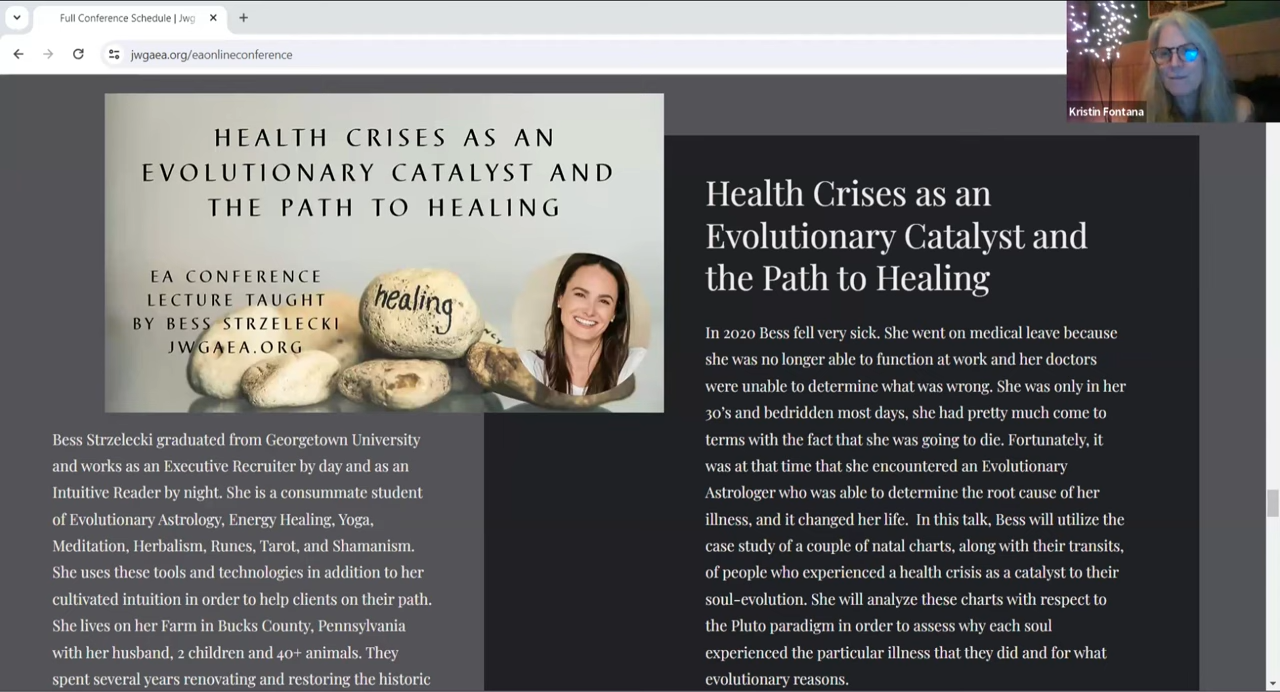 Full Conference Schedule | Jwg
jwgaea.org/eaonlineconference
Kristin Fontana
HEALTH CRISES AS AN
EVOLUTIONARY CATALYST AND
THE PATH TO HEALING
EA CONFERENCE
LECTURE TAUGHT
BY BESS STRZELECKI
JWGAEA.ORG
healing
Bess Strzelecki graduated from Georgetown University
and works as an Executive Recruiter by day and as an
Intuitive Reader by night. She is a consummate student
of Evolutionary Astrology, Energy Healing, Yoga,
Meditation, Herbalism, Runes, Tarot, and Shamanism.
She uses these tools and technologies in addition to her
cultivated intuition in order to help clients on their path.
She lives on her Farm in Bucks County, Pennsylvania
with her husband, 2 children and 40+ animals. They
spent several years renovating and restoring the historic
Health Crises as an
Evolutionary Catalyst and
the Path to Healing
In 2020 Bess fell very sick. She went on medical leave because
she was no longer able to function at work and her doctors
were unable to determine what was wrong. She was only in her
30’s and bedridden most days, she had pretty much come to
terms with the fact that she was going to die. Fortunately, it
was at that time that she encountered an Evolutionary
Astrologer who was able to determine the root cause of her
illness, and it changed her life. In this talk, Bess will utilize the
case study of a couple of natal charts, along with their transits,
of people who experienced a health crisis as a catalyst to their
soul-evolution. She will analyze these charts with respect to
the Pluto paradigm in order to assess why each soul
experienced the particular illness that they did and for what
evolutionary reasons.